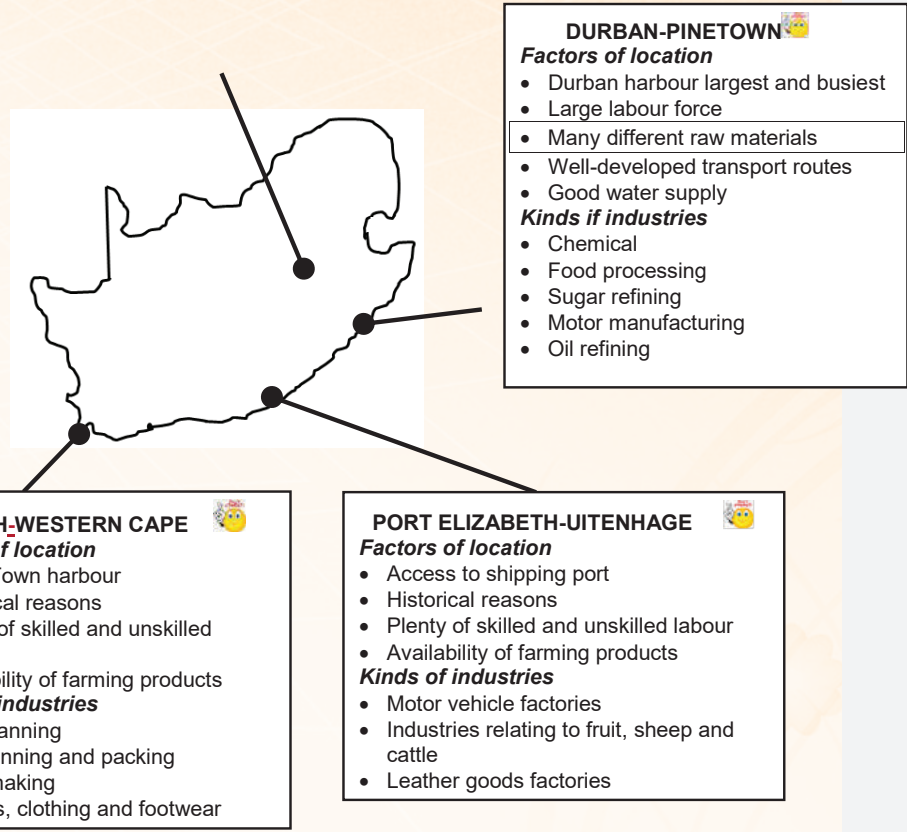 DURBAN-PINETOWN
Factors of location
• Durban harbour largest and busiest
• Large labour force
• Many different raw materials
• Well-developed transport routes
• Good water supply
Kinds if industries
• Chemical
• Food processing
• Sugar refining
• Motor manufacturing
• Oil refining
H-WESTERN CAPE
f location
own harbour
cal reasons
of skilled and unskilled
ility of farming products
industries
anning
nning and packing
aking
s, clothing and footwear
PORT ELIZABETH-UITENHAGE
Factors of location
• Access to shipping port
• Historical reasons
• Plenty of skilled and unskilled labour
• Availability of farming products
Kinds of industries
• Motor vehicle factories
• Industries relating to fruit, sheep and
cattle
• Leather goods factories